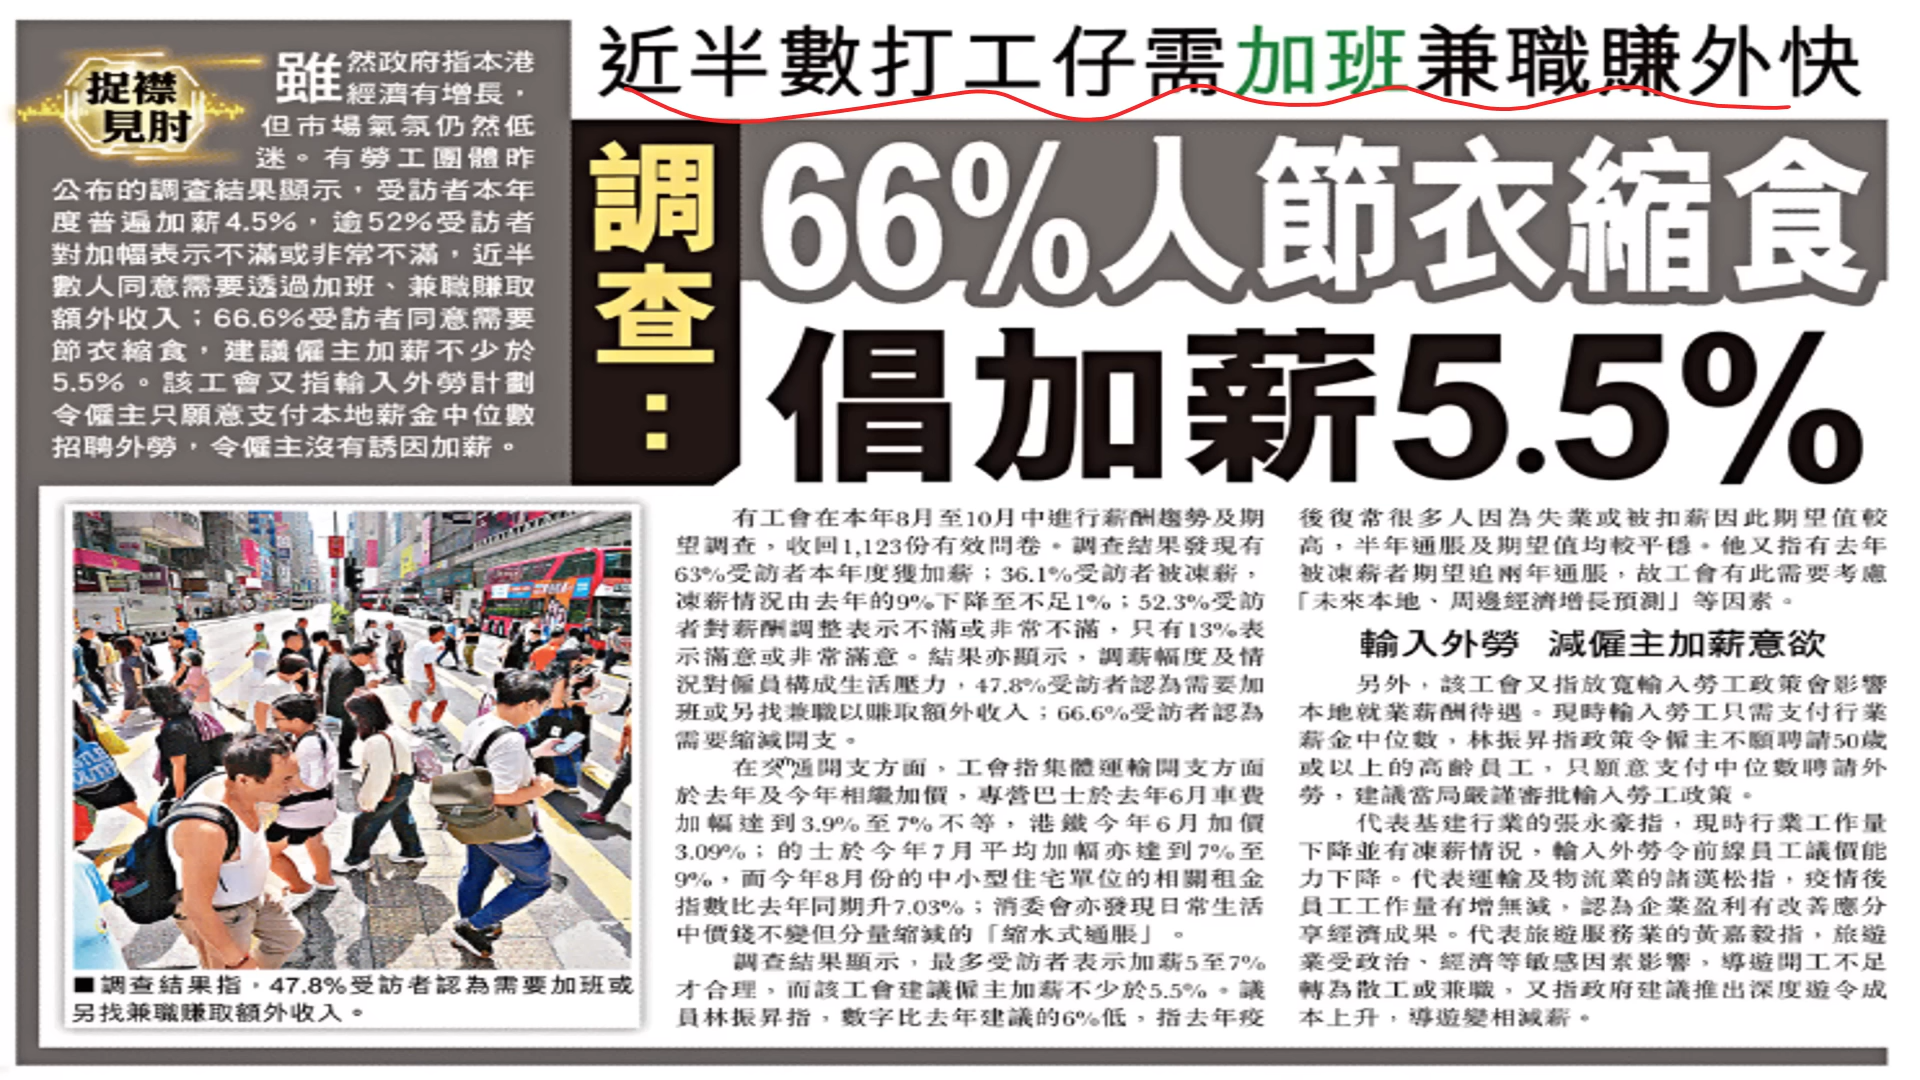 近半數打工仔需加班兼職賺外快
調查：
66%人節衣縮食
倡加薪5.5%
捉襟
見肘
雖然政府指本港
經濟有增長，
但市場氣氛仍然低
迷。有勞工團體昨
公布的調查結果顯示，受訪者本年
度普遍加薪4.5%，逾52%受訪者
對加幅表示不滿或非常不滿，近半
數人同意需要透過加班、兼職賺取
額外收入；66.6%受訪者同意需要
節衣縮食，建議僱主加薪不少於
5.5%。該工會又指輸入外勞計劃
令僱主只願意支付本地薪金中位數
招聘外勞，令僱主沒有誘因加薪。
■調查結果指，47.8%受訪者認為需要加班或
另找兼職賺取額外收入。
有工會在本年8月至10月中進行薪酬趨勢及期
望調查，收回1,123份有效問卷。調查結果發現有
63%受訪者本年度獲加薪；36.1%受訪者被凍薪，
凍薪情況由去年的9%下降至不足1%；52.3%受訪
者對薪酬調整表示不滿或非常不滿，只有13%表
示滿意或非常滿意。結果亦顯示，調薪幅度及情
況對僱員構成生活壓力，47.8%受訪者認為需要加
班或另找兼職以賺取額外收入；66.6%受訪者認為
需要縮減開支。
在交通開支方面，工會指集體運輸開支方面
於去年及今年相繼加價，專營巴士於去年6月車費
加幅達到3.9%至7%不等，港鐵今年6月加價
3.09%；的士於今年7月平均加幅亦達到7%至
9%，而今年8月份的中小型住宅單位的相關租金
指數比去年同期升7.03%；消委會亦發現日常生活
中價錢不變但分量縮減的「縮水式通脹」。
調查結果顯示，最多受訪者表示加薪5至7%
才合理，而該工會建議僱主加薪不少於5.5%。議
員林振昇指，數字比去年建議的6%低，指去年疫
後復常很多人因為失業或被扣薪因此期望值較
高，半年通脹及期望值均較平穩。他又指有去年
被凍薪者期望追兩年通脹，故工會有此需要考慮
「未來本地、周邊經濟增長預測」等因素。
輸入外勞 減僱主加薪意欲
另外，該工會又指放寬輸入勞工政策會影響
本地就業薪酬待遇。現時輸入勞工只需支付行業
薪金中位數，林振昇指政策令僱主不願聘請50歲
或以上的高齡員工，只願意支付中位數聘請外
勞，建議當局嚴謹審批輸入勞工政策。
代表基建行業的張永豪指，現時行業工作量
下降並有凍薪情況，輸入外勞令前線員工議價能
力下降。代表運輸及物流業的諸漢松指，疫情後
員工工作量有增無減，認為企業盈利有改善應分
享經濟成果。代表旅遊服務業的黃嘉毅指，旅遊
業受政治、經濟等敏感因素影響，導遊開工不足
轉為散工或兼職，又指政府建議推出深度遊令成
本上升，導遊變相減薪。